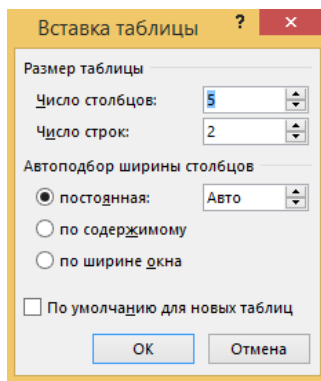 Вставка таблицы ? ×
Размер таблицы
Число столбцов: 5
Число строк: 2
Автоподбор ширины столбцов
постоянная: Авто
по содержимому
по ширине окна
По умолчанию для новых таблиц
ОК Отмена